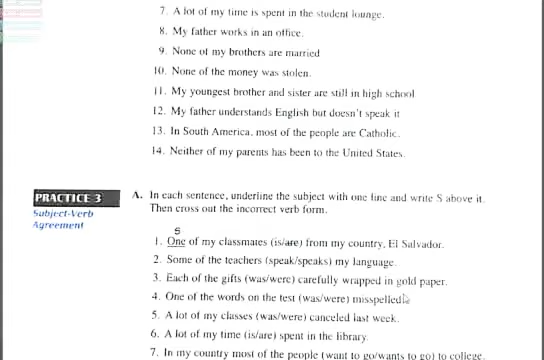 7. A lot of my time is spent in the student lounge.
8. My father works in an office.
9. None of my brothers are married
10. None of the money was stolen.
11. My youngest brother and sister are still in high school
12. My father understands English but doesn't speak it
13. In South America, most of the people are Catholic.
14. Neither of my parents has been to the United States.
PRACTICE 3
Subject-Verb
Agreement
A. In each sentence, underline the subject with one line and write S above it.
Then cross out the incorrect verb form.
S
1. One of my classmates (is/are) from my country, El Salvador.
2. Some of the teachers (speak/speaks) my language.
3. Each of the gifts (was/were) carefully wrapped in gold paper.
4. One of the words on the test (was/were) misspelled
5. A lot of my classes (was/were) canceled last week.
6. A lot of my time (is/are) spent in the library.
7. In my country most of the people (want to go/wants to go) to college.